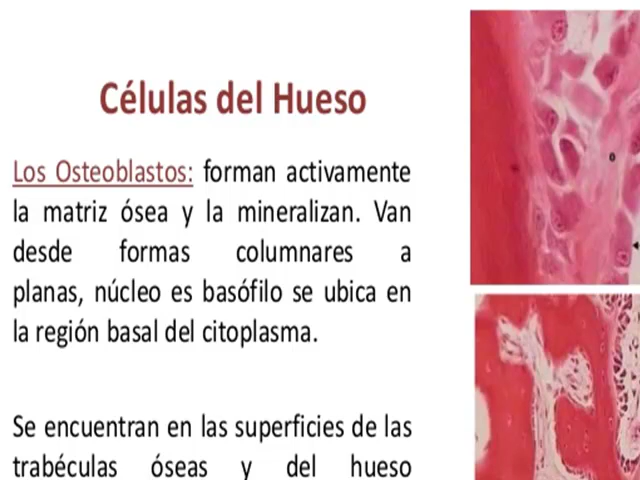 Células del Hueso
Los Osteoblastos: forman activamente
la matriz ósea y la mineralizan. Van
desde formas columnares a
planas, núcleo es basófilo se ubica en
la región basal del citoplasma.
Se encuentran en las superficies de las
trabéculas óseas y del hueso